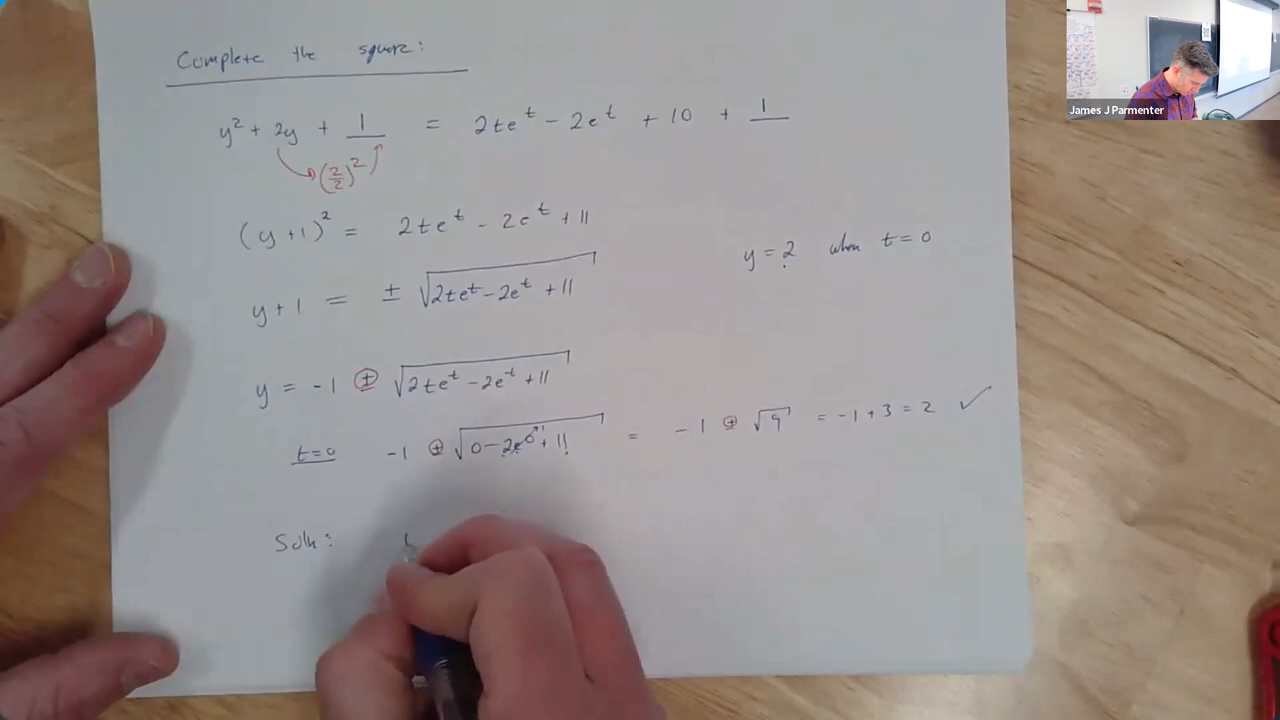 Complete the square:
y² + 2y + 1 = 2te^t - 2e^t + 10 + 1
(2/2)²
(y+1)² = 2te^t - 2e^t + 11
y = 2 when t = 0
y+1 = ± √(2te^t - 2e^t + 11)
y = -1 ± √(2te^t - 2e^t + 11)
t=0 -1 ⊕ √(0 - 2e^0 + 11) = -1 ⊕ √9 = -1 + 3 = 2 ✓
Soln:
James J Parmenter